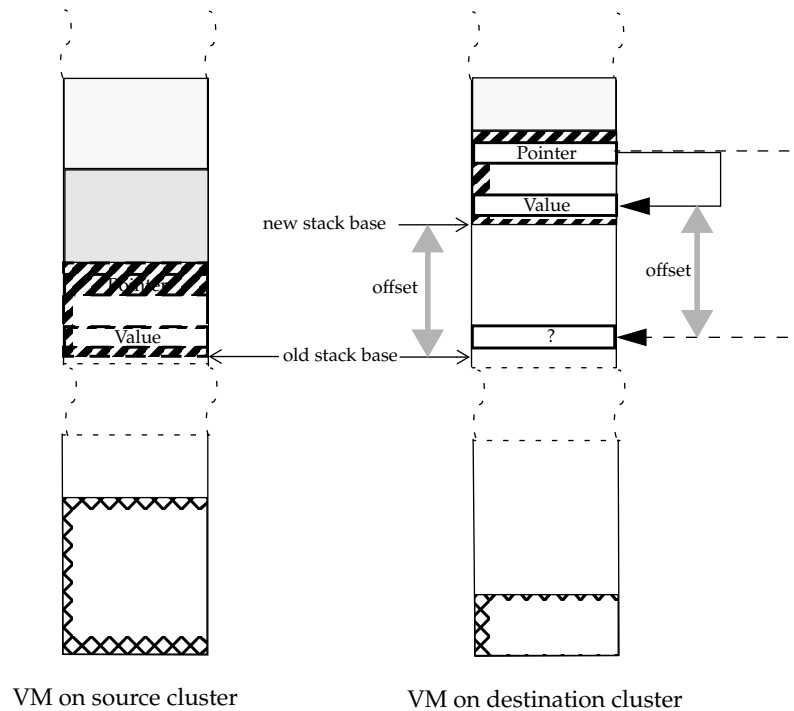 Pointer
Value
new stack base
offset
offset
Pointer
Value
?
old stack base
VM on source cluster
VM on destination cluster